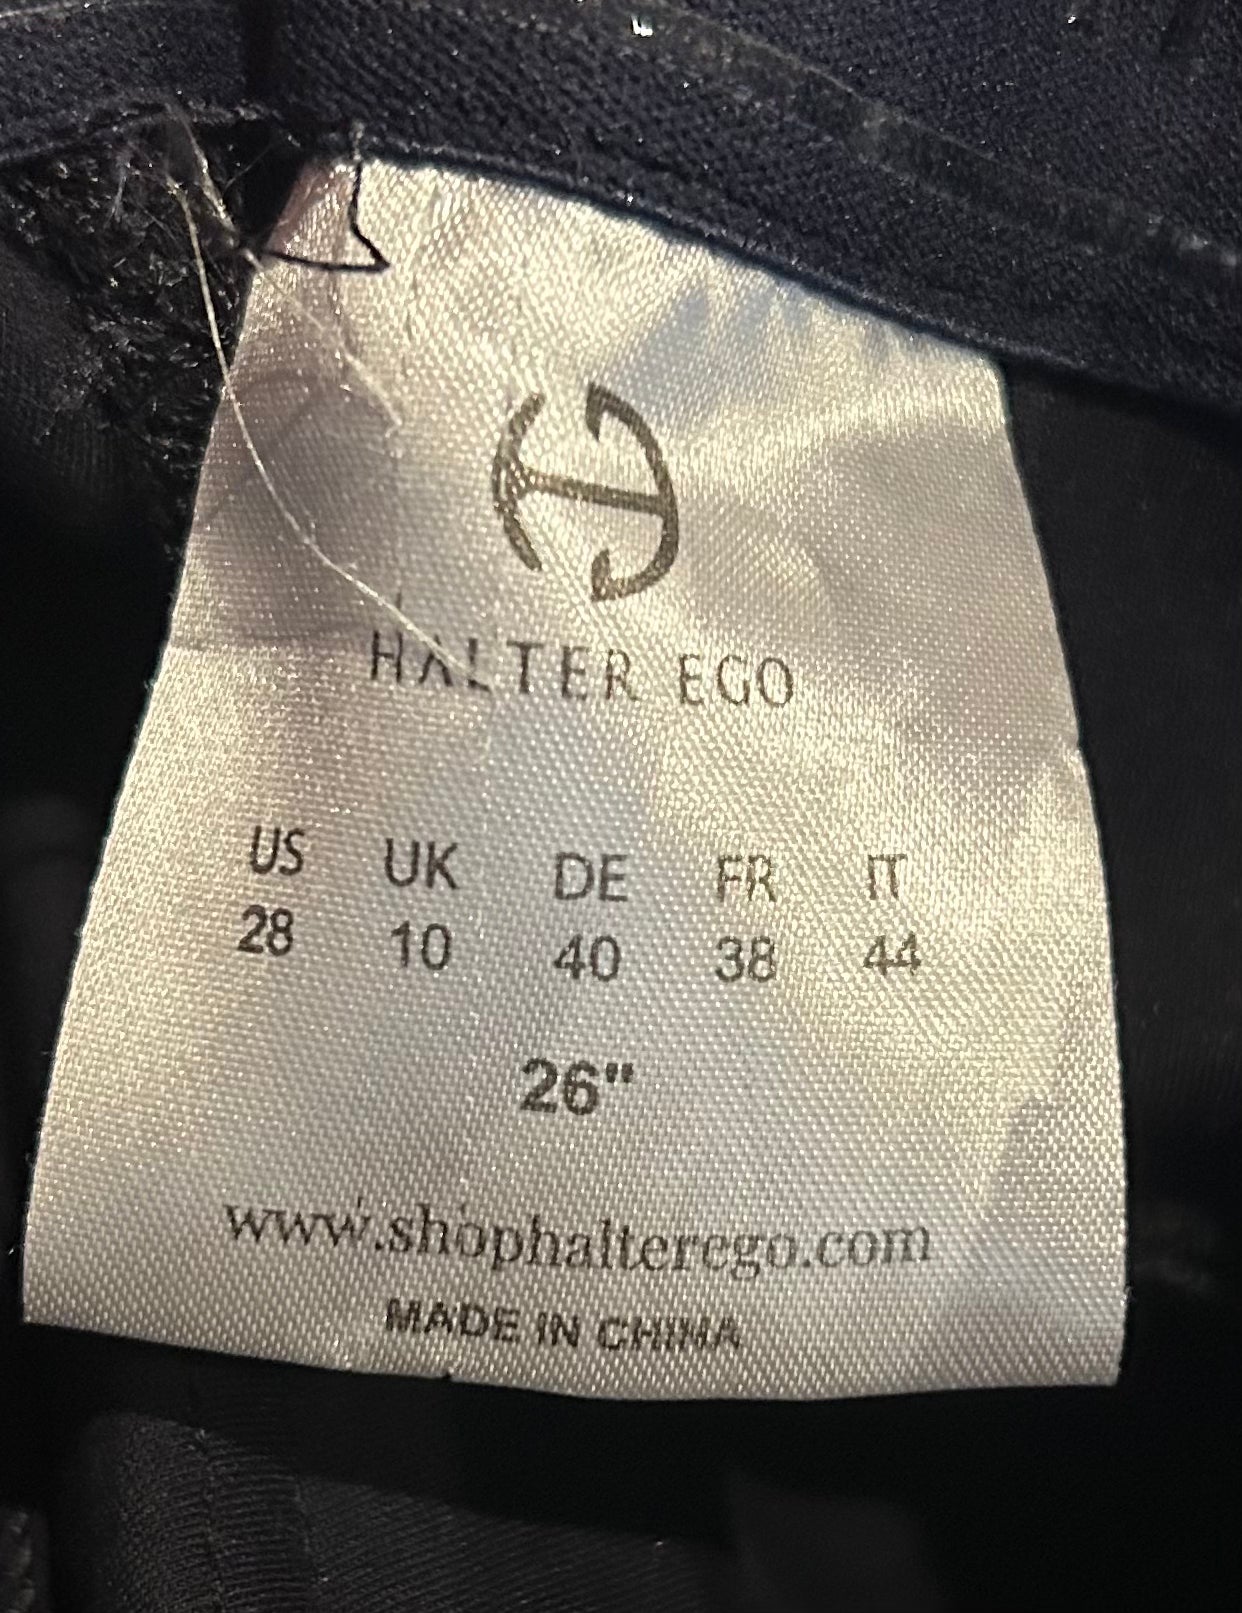 HALTER EGO
US UK DE FR IT
28 10 40 38 44
26"
www.shophalterego.com
MADE IN CHINA